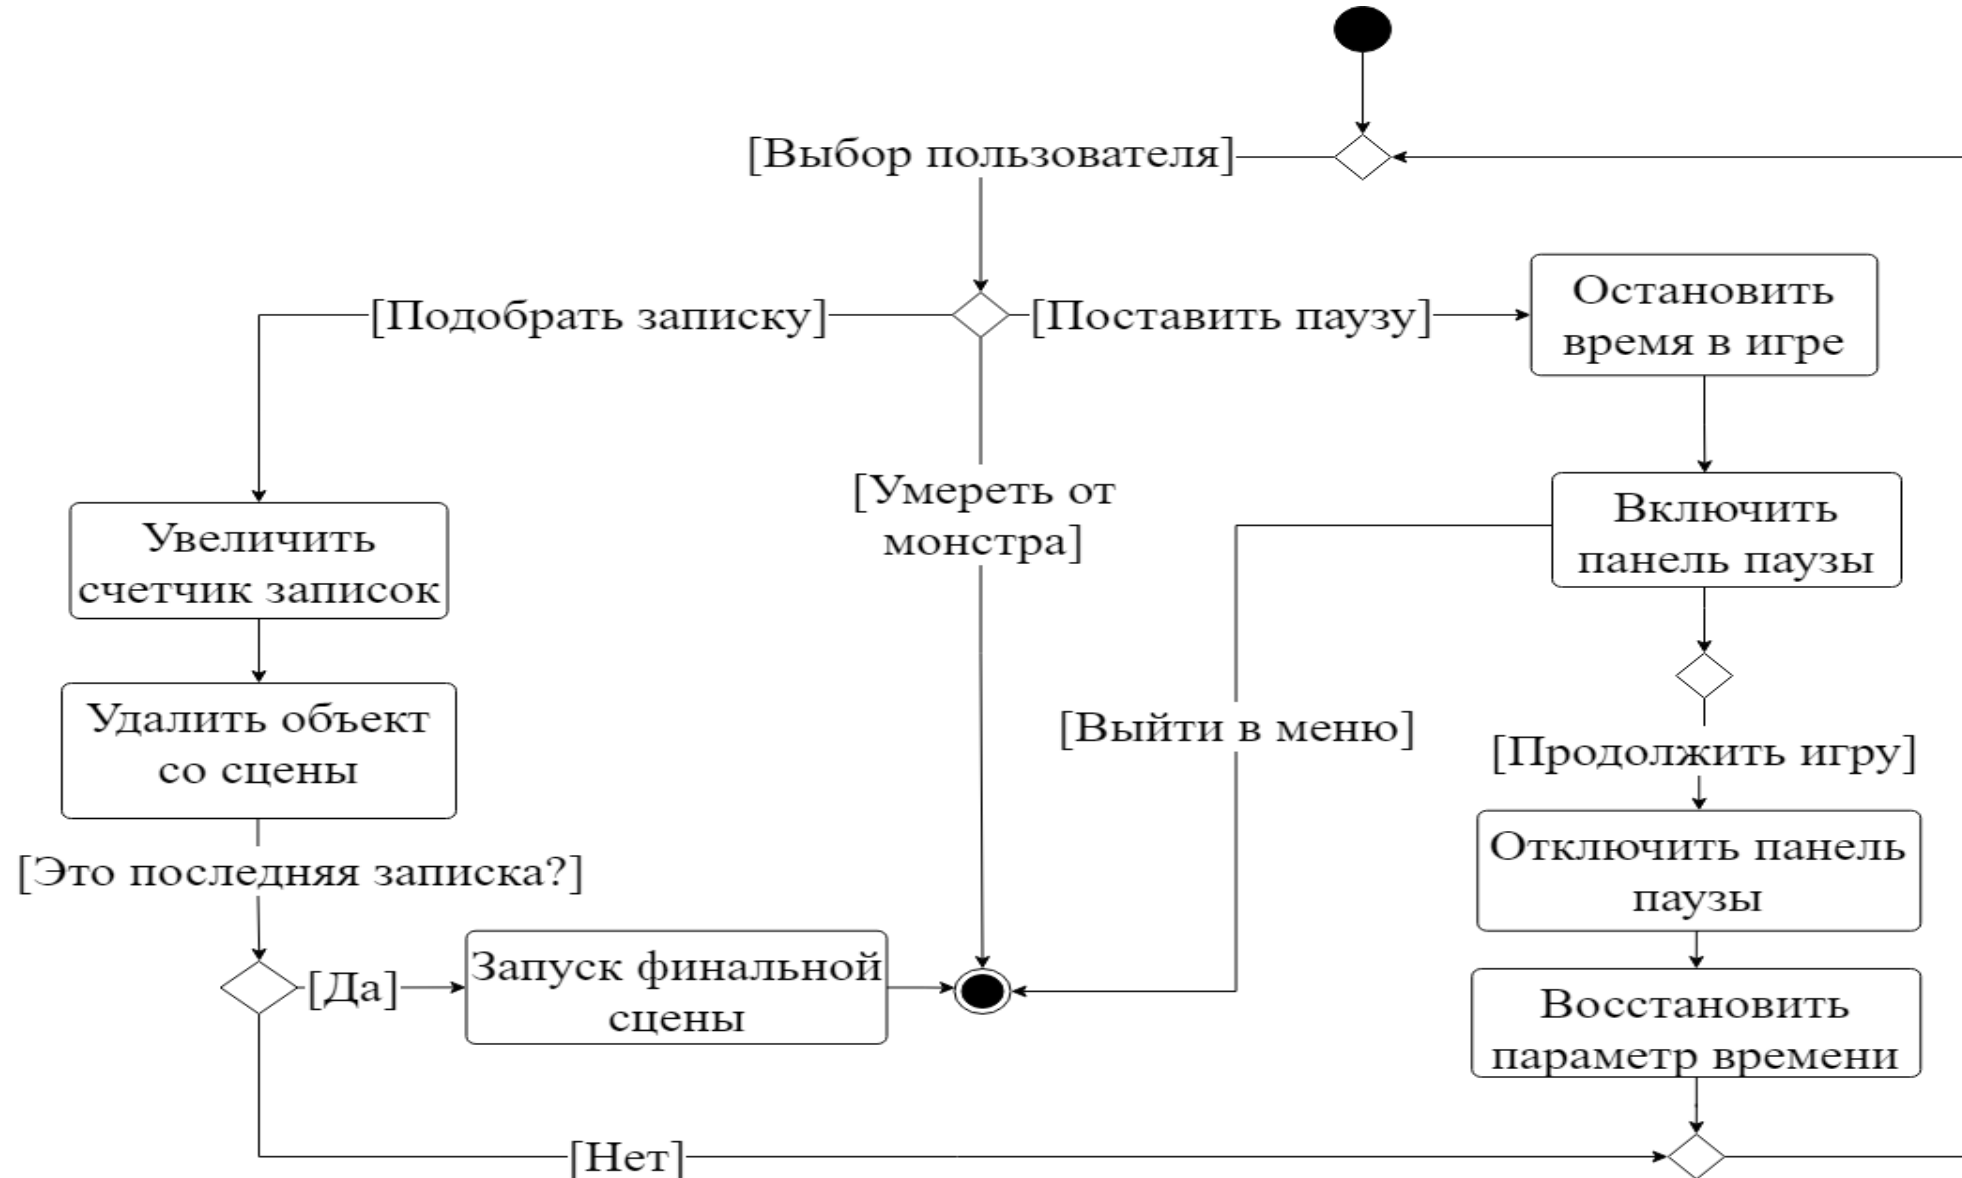 [Выбор пользователя]
[Подобрать записку]
[Поставить паузу]
Остановить
время в игре
[Умереть от
монстра]
Включить
панель паузы
Увеличить
счетчик записок
Удалить объект
со сцены
[Выйти в меню]
[Продолжить игру]
Отключить панель
паузы
[Это последняя записка?]
[Да]
Запуск финальной
сцены
Восстановить
параметр времени
[Нет]